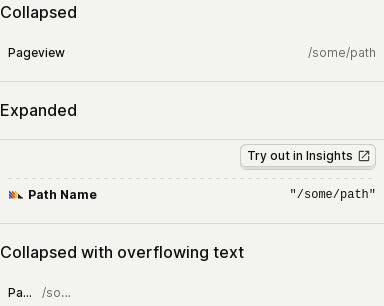 Collapsed
Pageview /some/path
Expanded
Try out in Insights
Path Name "/some/path"
Collapsed with overflowing text
Pa... /so...